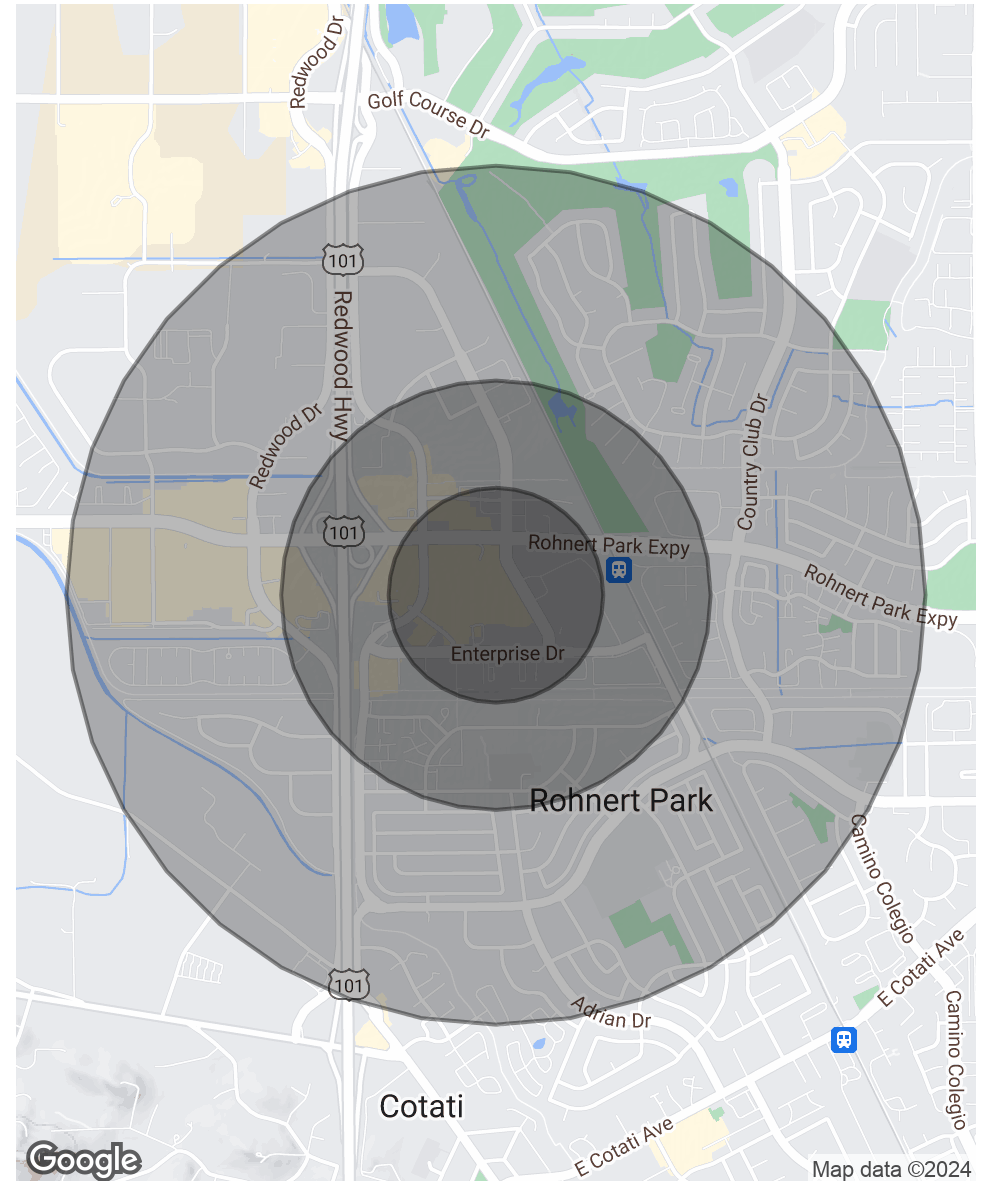 Redwood Dr
Golf Course Dr
101
Redwood Hwy
Redwood Dr
Country Club Dr
101
Rohnert Park Expy
Rohnert Park Expy
Enterprise Dr
Rohnert Park
Camino Colegio
E Cotati Ave
101
Adrian Dr
Camino Colegio
Cotati
E Cotati Ave
Google
Map data ©2024